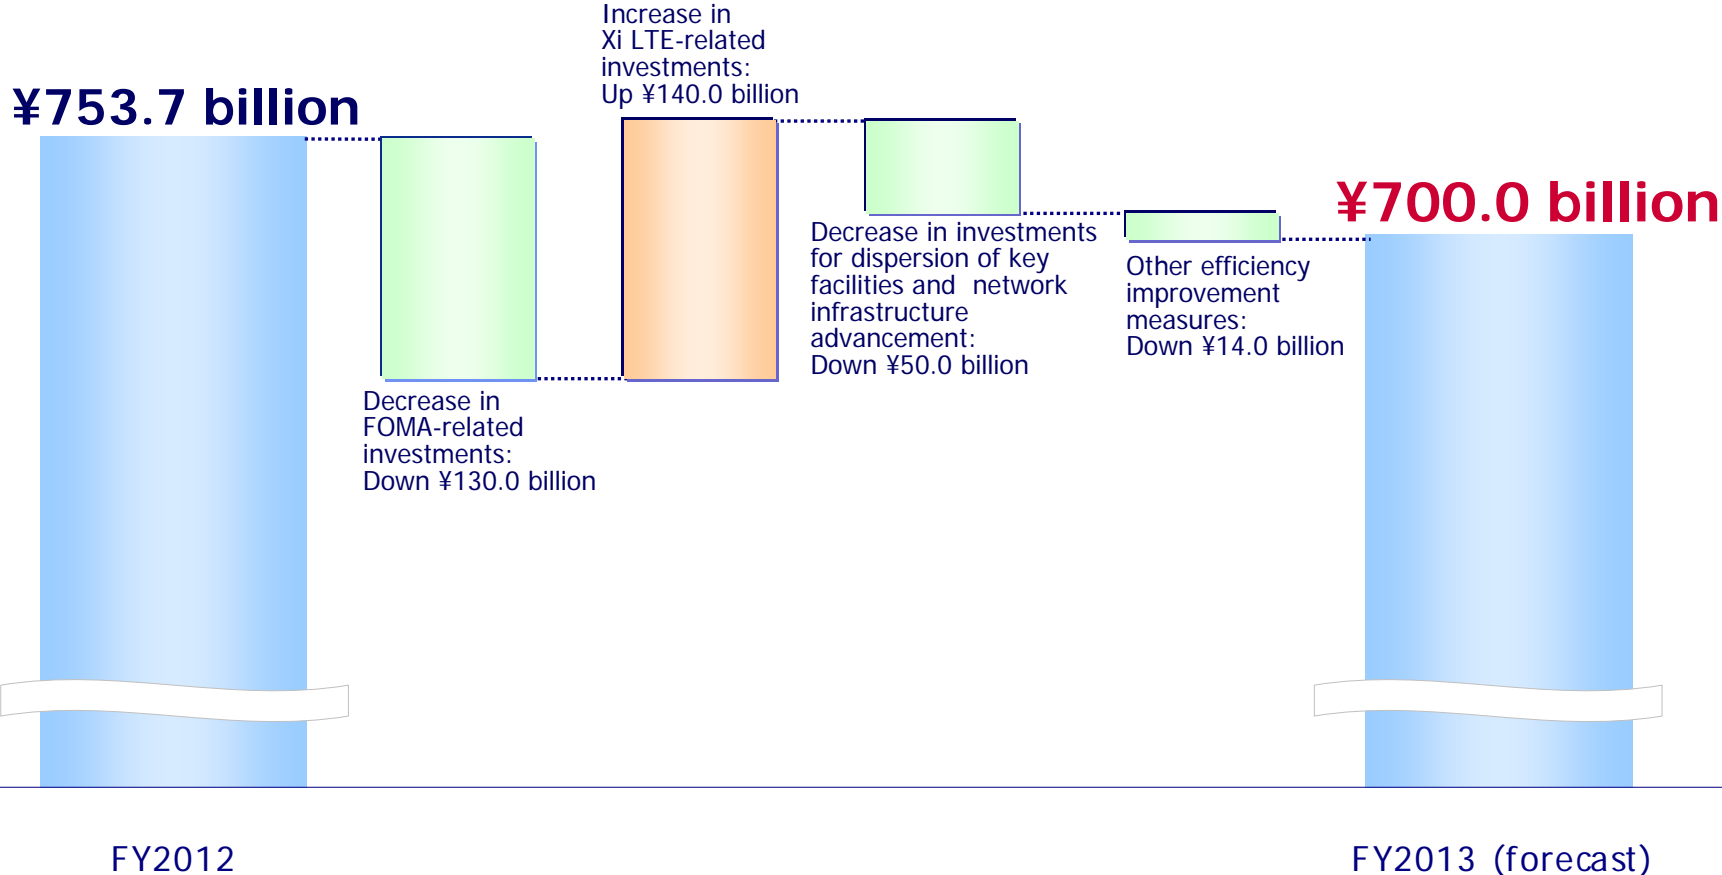 ¥753.7 billion
Increase in
Xi LTE-related
investments:
Up ¥140.0 billion
¥700.0 billion
Decrease in
FOMA-related
investments:
Down ¥130.0 billion
Decrease in investments
for dispersion of key
facilities and network
infrastructure
advancement:
Down ¥50.0 billion
Other efficiency
improvement
measures:
Down ¥14.0 billion
FY2012
FY2013 (forecast)